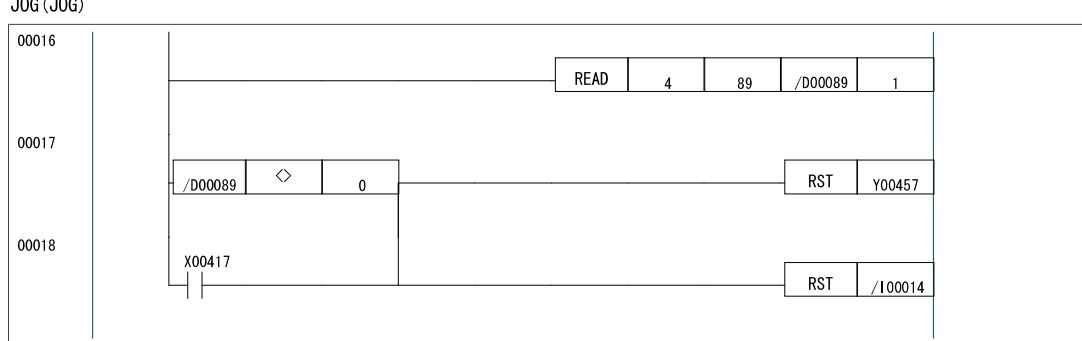 JOG(JOG)
00016
READ 4 89 /D00089 1
00017
/D00089 <> 0 RST Y00457
00018
X00417
RST /I00014